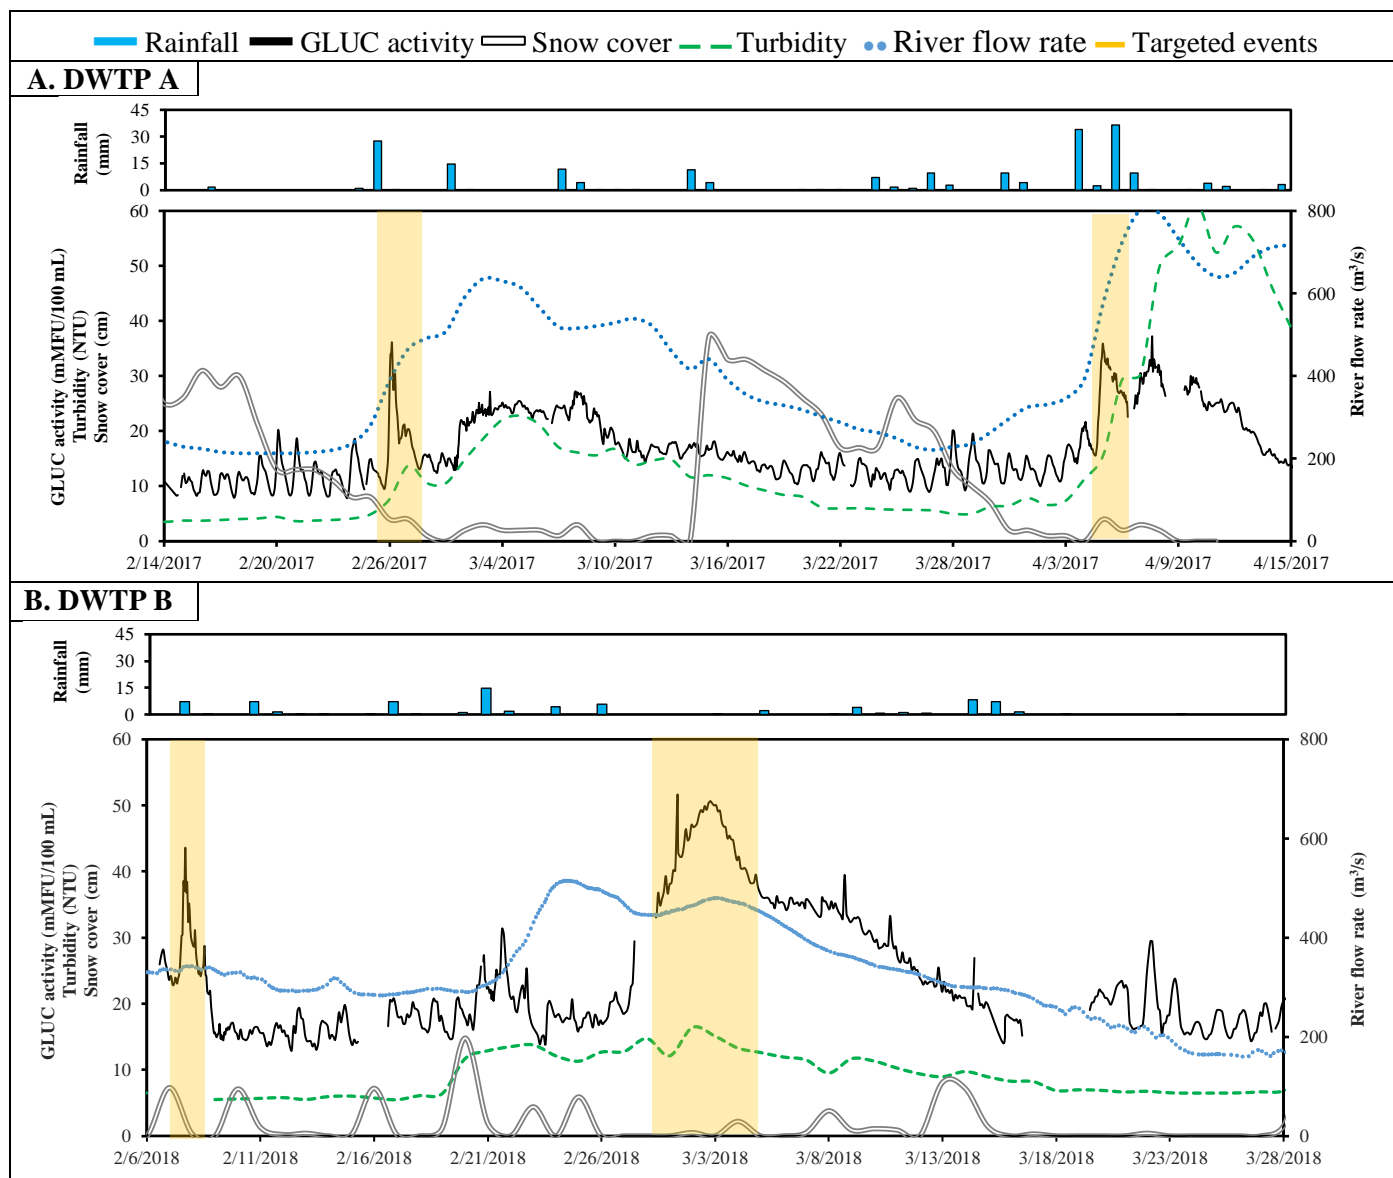 Rainfall GLUC activity Snow cover Turbidity River flow rate Targeted events
A. DWTP A
45
30
15
0
Rainfall
(mm)
60
50
40
30
20
10
0
GLUC activity (mMFU/100 mL)
Turbidity (NTU)
Snow cover (cm)
800
600
400
200
0
River flow rate (m³/s)
2/14/2017 2/20/2017 2/26/2017 3/4/2017 3/10/2017 3/16/2017 3/22/2017 3/28/2017 4/3/2017 4/9/2017 4/15/2017
B. DWTP B
45
30
15
0
Rainfall
(mm)
60
50
40
30
20
10
0
GLUC activity (mMFU/100 mL)
Turbidity (NTU)
Snow cover (cm)
800
600
400
200
0
River flow rate (m³/s)
2/6/2018 2/11/2018 2/16/2018 2/21/2018 2/26/2018 3/3/2018 3/8/2018 3/13/2018 3/18/2018 3/23/2018 3/28/2018